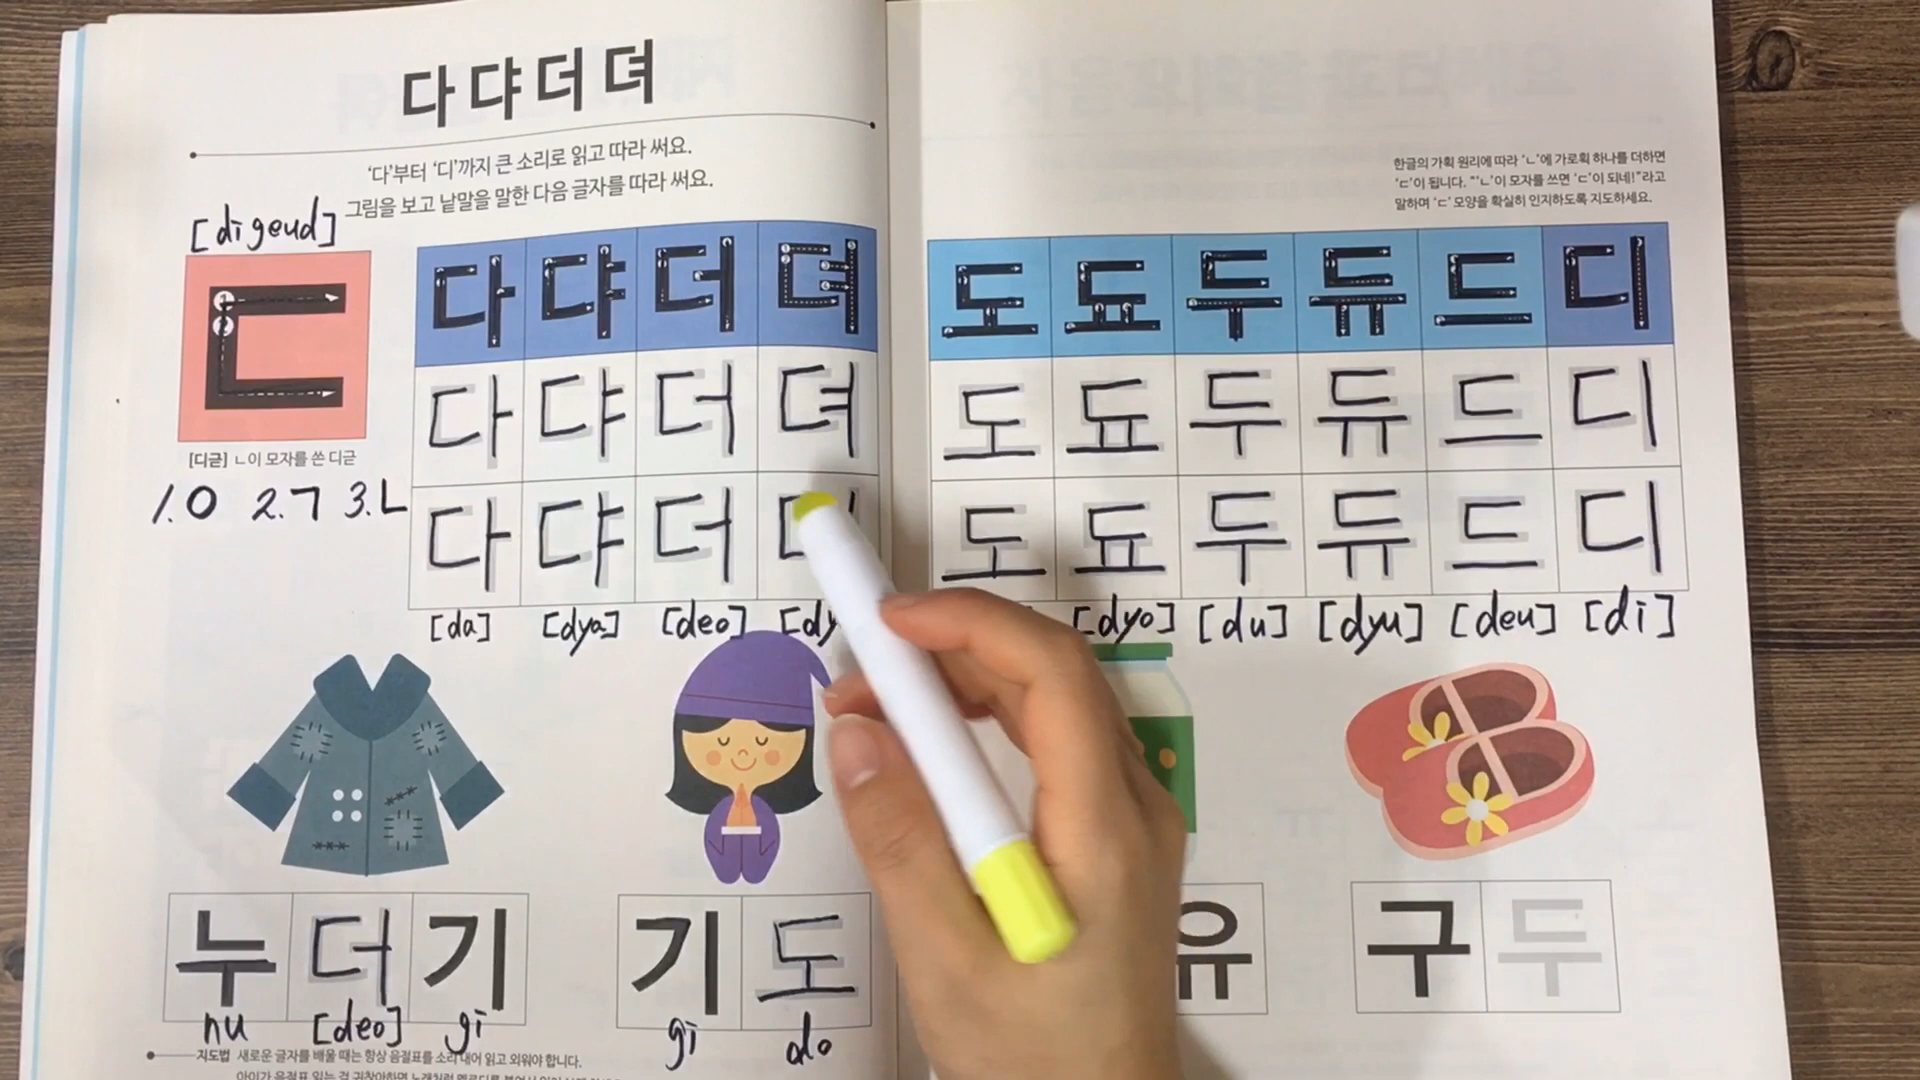 다 댜 더 뎌
'다'부터 '디'까지 큰 소리로 읽고 따라 써요.
그림을 보고 낱말을 말한 다음 글자를 따라 써요.
[digeud]
ㄷ
[디귿] ㄴ이 모자를 쓴 디귿
1.O 2.ㄱ 3.ㄴ
다 댜 더 뎌
다 댜 더 뎌
다 댜 더
[da] [dya] [deo]
누 더 기
nu [deo] gi
기 도
gi do
지도법 새로운 글자를 배울 때는 항상 음절표를 소리 내어 읽고 외워야 합니다.
한글의 가획 원리에 따라 'ㄴ'에 가로획 하나를 더하면
'ㄷ'이 됩니다. "'ㄴ'이 모자를 쓰면 'ㄷ'이 되네!"라고
말하며 'ㄷ' 모양을 확실히 인지하도록 지도하세요.
도 됴 두 듀 드 디
도 됴 두 듀 드 디
도 됴 두 듀 드 디
[dyo] [du] [dyu] [deu] [di]
유
구 두